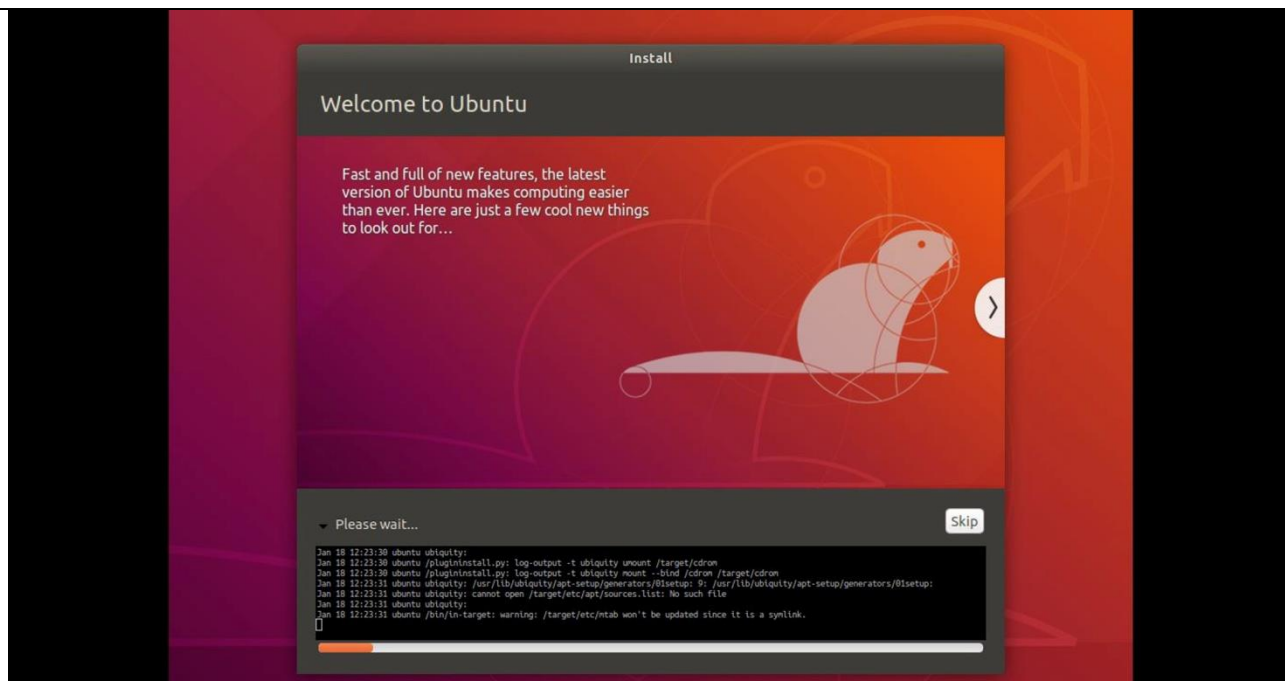 Install
Welcome to Ubuntu
Fast and full of new features, the latest
version of Ubuntu makes computing easier
than ever. Here are just a few cool new things
to look out for...
Please wait...
Skip
Jan 18 12:23:30 ubuntu ubiquity:
Jan 18 12:23:30 ubuntu /plugininstall.py: log-output -t ubiquity umount /target/cdrom
Jan 18 12:23:30 ubuntu /plugininstall.py: log-output -t ubiquity mount --bind /cdrom /target/cdrom
Jan 18 12:23:31 ubuntu ubiquity: /usr/lib/ubiquity/apt-setup/generators/01setup: 9: /usr/lib/ubiquity/apt-setup/generators/01setup:
Jan 18 12:23:31 ubuntu ubiquity: cannot open /target/etc/apt/sources.list: No such file
Jan 18 12:23:31 ubuntu ubiquity:
Jan 18 12:23:31 ubuntu /bin/in-target: warning: /target/etc/mtab won't be updated since it is a symlink.